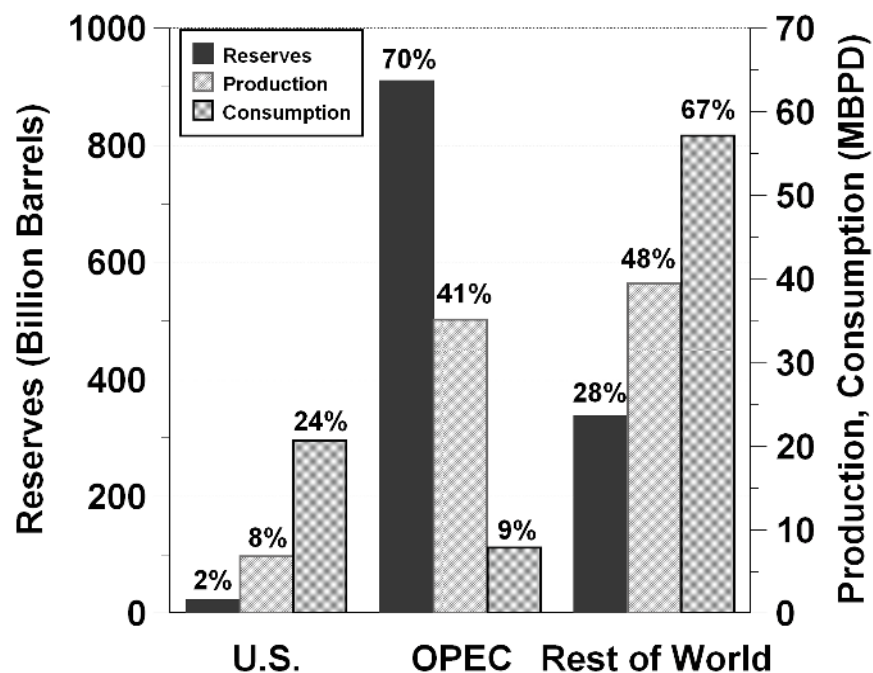 Reserves (Billion Barrels)
1000
800
600
400
200
0
Reserves
Production
Consumption
2%
8%
24%
70%
41%
9%
28%
48%
67%
U.S.
OPEC
Rest of World
70
60
50
40
30
20
10
0
Production, Consumption (MBPD)